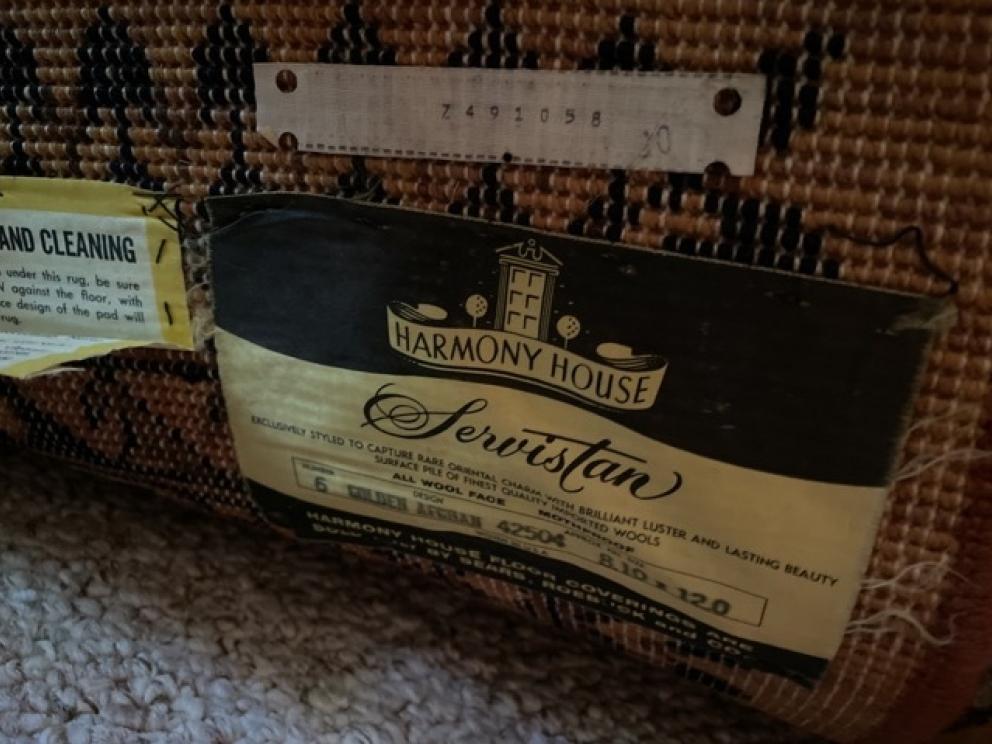 Z491058 20
AND CLEANING
under this rug, be sure
against the floor, with
ce design of the pad will
rug.
HARMONY HOUSE
Servistan
EXCLUSIVELY STYLED TO CAPTURE RARE ORIENTAL CHARM WITH BRILLIANT LUSTER AND LASTING BEAUTY
SURFACE PILE OF FINEST QUALITY IMPORTED WOOLS
ALL WOOL FACE MOTHPROOF
NUMBER DESIGN
6 GOLDEN AFGHAN 42504 8.10 x 12.0
HARMONY HOUSE FLOOR COVERINGS ARE
BY SEARS, ROEBUCK and CO